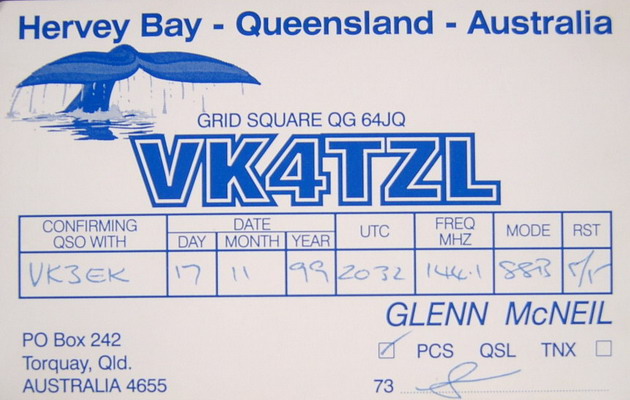 Hervey Bay - Queensland - Australia
GRID SQUARE QG 64JQ
VK4TZL
CONFIRMING QSO WITH DATE DAY MONTH YEAR UTC FREQ MHZ MODE RST
VK3EK 17 11 99 2032 144.1 SSB 5/5
GLENN McNEIL
PO Box 242
Torquay, Qld.
AUSTRALIA 4655
PCS QSL TNX
73